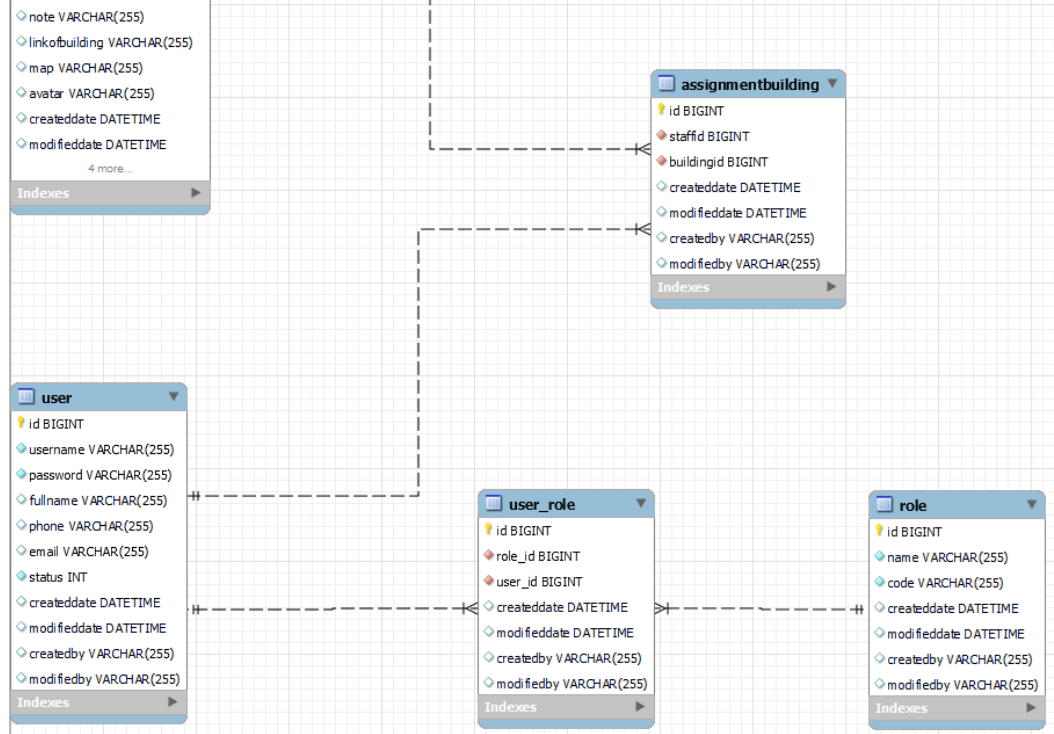 note VARCHAR(255)
linkofbuilding VARCHAR(255)
map VARCHAR(255)
avatar VARCHAR(255)
createddate DATETIME
modifieddate DATETIME
4 more...
Indexes
assignmentbuilding
id BIGINT
staffid BIGINT
buildingid BIGINT
createddate DATETIME
modifieddate DATETIME
createdby VARCHAR(255)
modifiedby VARCHAR(255)
Indexes
user
id BIGINT
username VARCHAR(255)
password VARCHAR(255)
fullname VARCHAR(255)
phone VARCHAR(255)
email VARCHAR(255)
status INT
createddate DATETIME
modifieddate DATETIME
createdby VARCHAR(255)
modifiedby VARCHAR(255)
Indexes
user_role
id BIGINT
role_id BIGINT
user_id BIGINT
createddate DATETIME
modifieddate DATETIME
createdby VARCHAR(255)
modifiedby VARCHAR(255)
Indexes
role
id BIGINT
name VARCHAR(255)
code VARCHAR(255)
createddate DATETIME
modifieddate DATETIME
createdby VARCHAR(255)
modifiedby VARCHAR(255)
Indexes